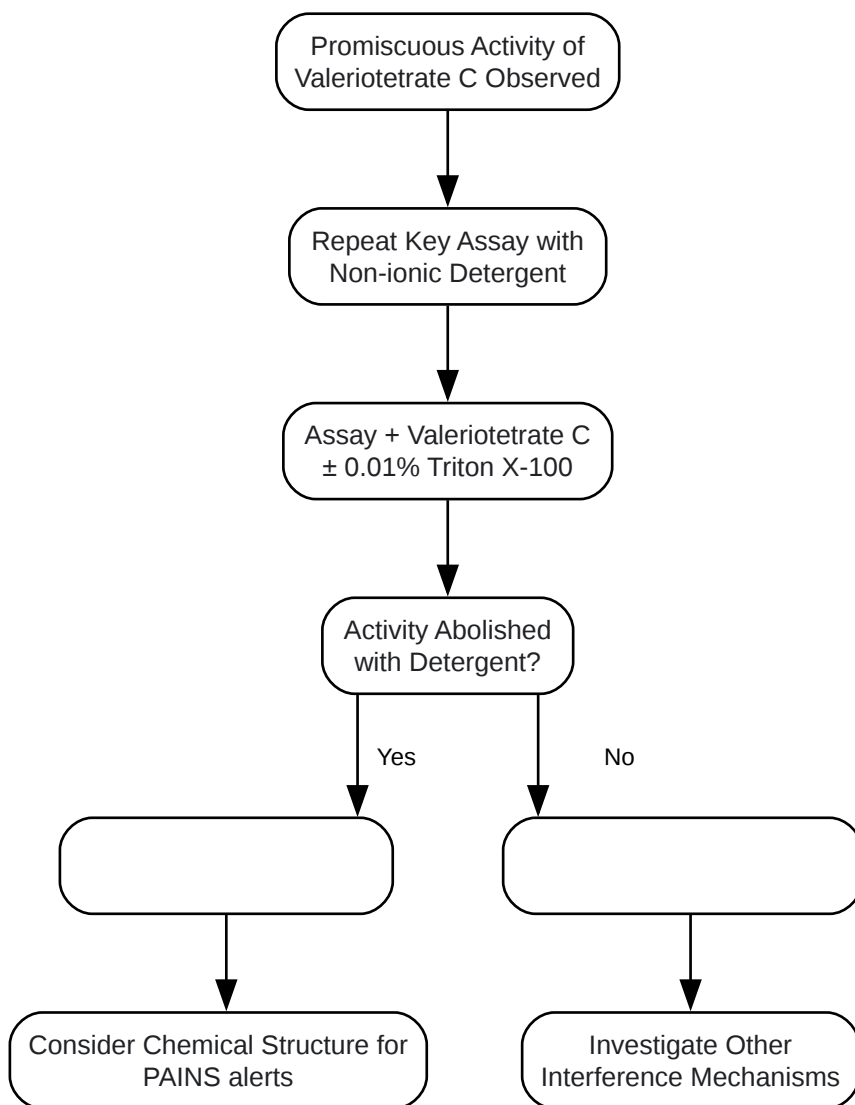 Promiscuous Activity of
Valeriotetrate C Observed
Repeat Key Assay with
Non-ionic Detergent
Assay + Valeriotetrate C
± 0.01% Triton X-100
Activity Abolished
with Detergent?
Yes
No
Consider Chemical Structure for
PAINS alerts
Investigate Other
Interference Mechanisms